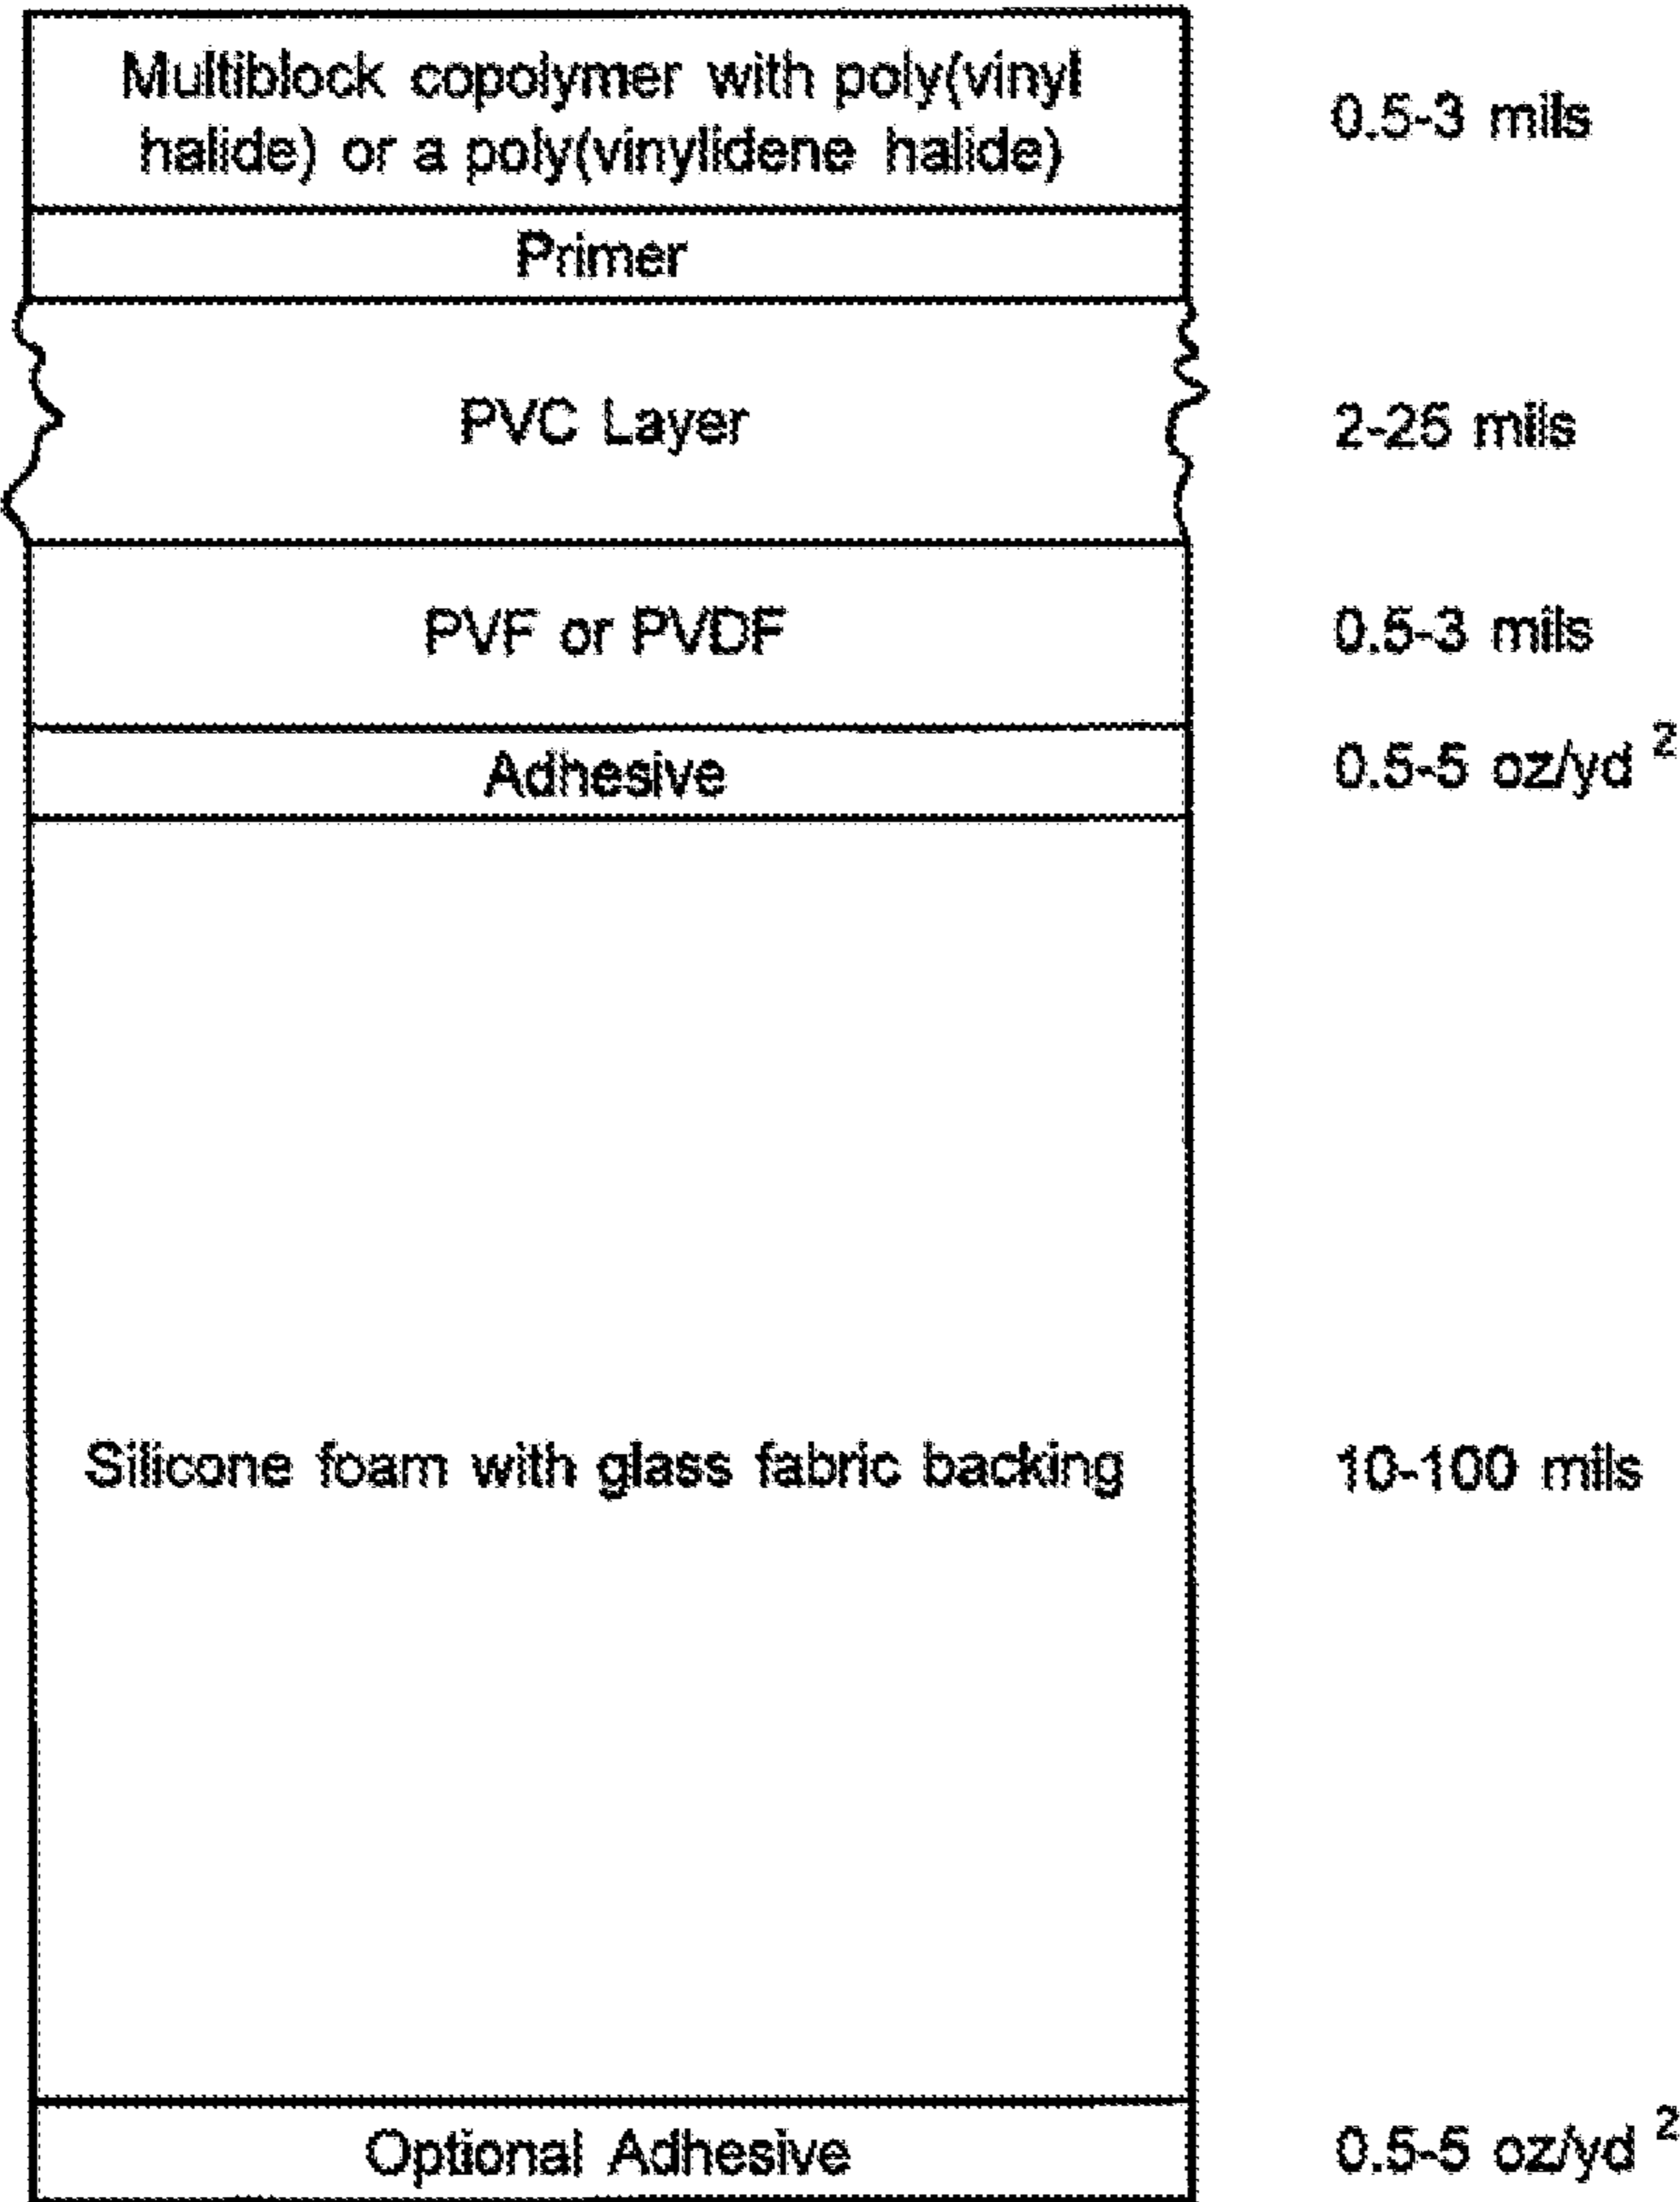 Multiblock copolymer with poly(vinyl
halide) or a poly(vinylidene halide)
0.5-3 mils
Primer
PVC Layer
2-25 mils
PVF or PVDF
0.5-3 mils
Adhesive
0.5-5 oz/yd 2
Silicone foam with glass fabric backing
10-100 mils
Optional Adhesive
0.5-5 oz/yd 2